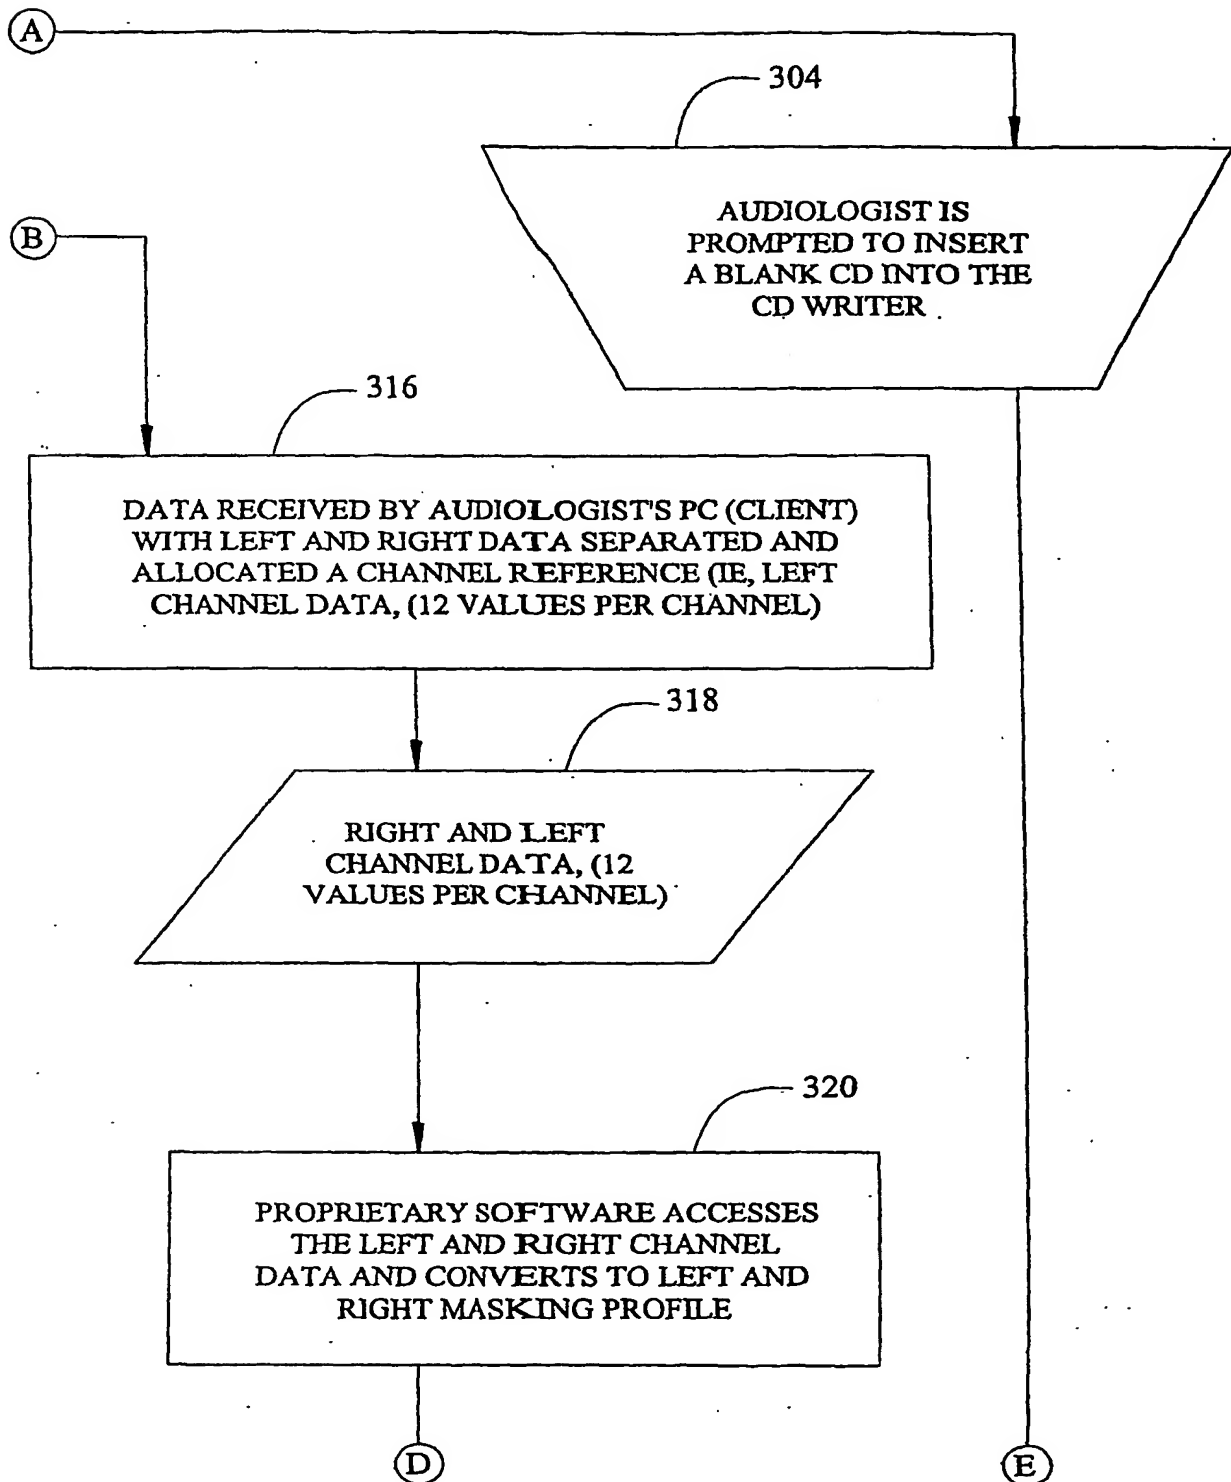 A
304
AUDIOLOGIST IS
PROMPTED TO INSERT
A BLANK CD INTO THE
CD WRITER
B
316
DATA RECEIVED BY AUDIOLOGIST'S PC (CLIENT)
WITH LEFT AND RIGHT DATA SEPARATED AND
ALLOCATED A CHANNEL REFERENCE (IE, LEFT
CHANNEL DATA, (12 VALUES PER CHANNEL)
318
RIGHT AND LEFT
CHANNEL DATA, (12
VALUES PER CHANNEL)
320
PROPRIETARY SOFTWARE ACCESSES
THE LEFT AND RIGHT CHANNEL
DATA AND CONVERTS TO LEFT AND
RIGHT MASKING PROFILE
D
E